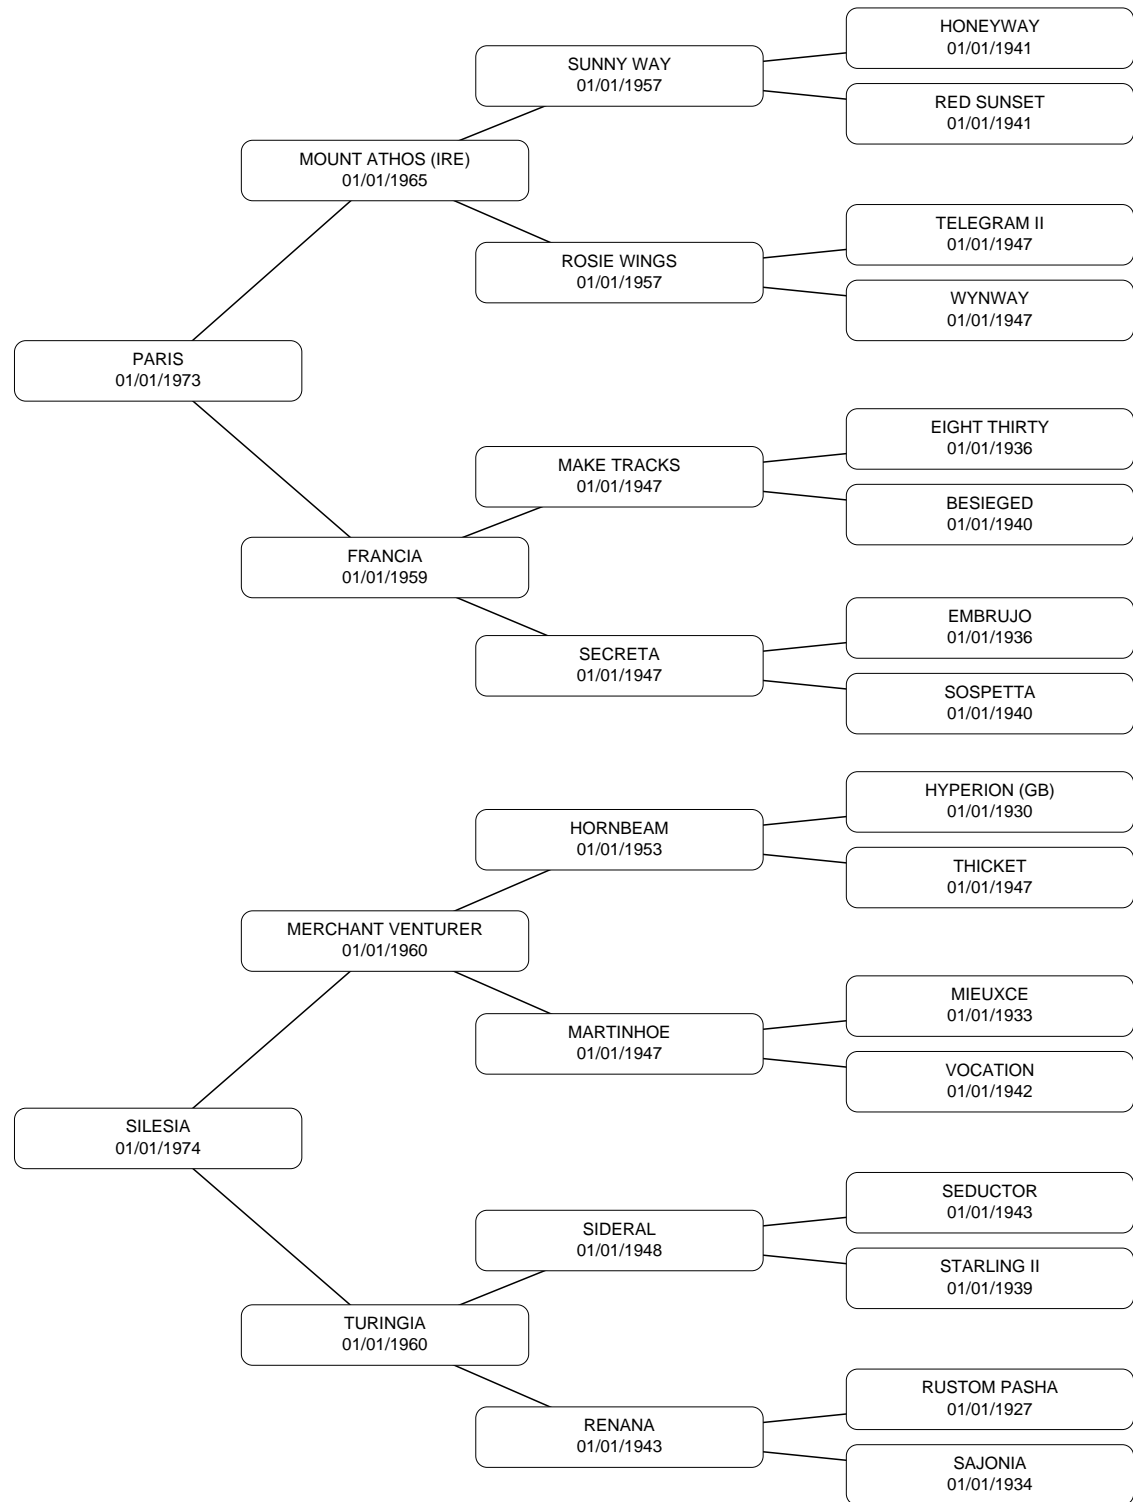 HONEYWAY
01/01/1941
SUNNY WAY
01/01/1957
RED SUNSET
01/01/1941
MOUNT ATHOS (IRE)
01/01/1965
TELEGRAM II
01/01/1947
ROSIE WINGS
01/01/1957
WYNWAY
01/01/1947
PARIS
01/01/1973
EIGHT THIRTY
01/01/1936
MAKE TRACKS
01/01/1947
BESIEGED
01/01/1940
FRANCIA
01/01/1959
EMBRUJO
01/01/1936
SECRETA
01/01/1947
SOSPETTA
01/01/1940
HYPERION (GB)
01/01/1930
HORNBEAM
01/01/1953
THICKET
01/01/1947
MERCHANT VENTURER
01/01/1960
MIEUXCE
01/01/1933
MARTINHOE
01/01/1947
VOCATION
01/01/1942
SILESIA
01/01/1974
SEDUCTOR
01/01/1943
SIDERAL
01/01/1948
STARLING II
01/01/1939
TURINGIA
01/01/1960
RUSTOM PASHA
01/01/1927
RENANA
01/01/1943
SAJONIA
01/01/1934